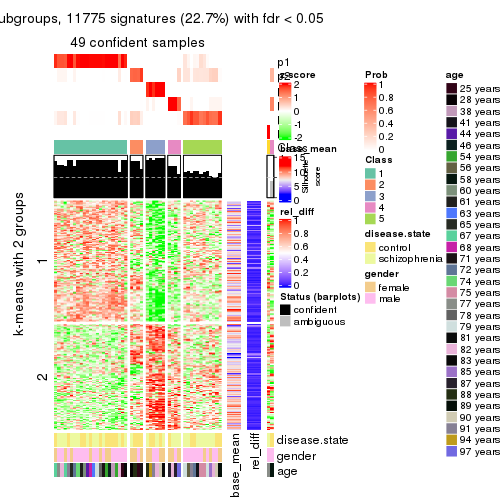 ubgroups, 11775 signatures (22.7%) with fdr < 0.05
49 confident samples
k-means with 2 groups
1
2
p1
z-score
2
1
0
-1
-2
base_mean
15
10
5
0
Silhouette
score
rel_diff
1
0.8
0.6
0.4
0.2
0
Status (barplots)
confident
ambiguous
base_mean
rel_diff
disease.state
gender
age
Prob
1
0.8
0.6
0.4
0.2
0
Class
1
2
3
4
5
disease.state
control
schizophrenia
gender
female
male
age
25 years
28 years
38 years
41 years
44 years
46 years
54 years
56 years
58 years
60 years
61 years
63 years
65 years
67 years
68 years
71 years
72 years
74 years
75 years
77 years
78 years
79 years
81 years
82 years
83 years
85 years
87 years
88 years
89 years
90 years
91 years
94 years
97 years